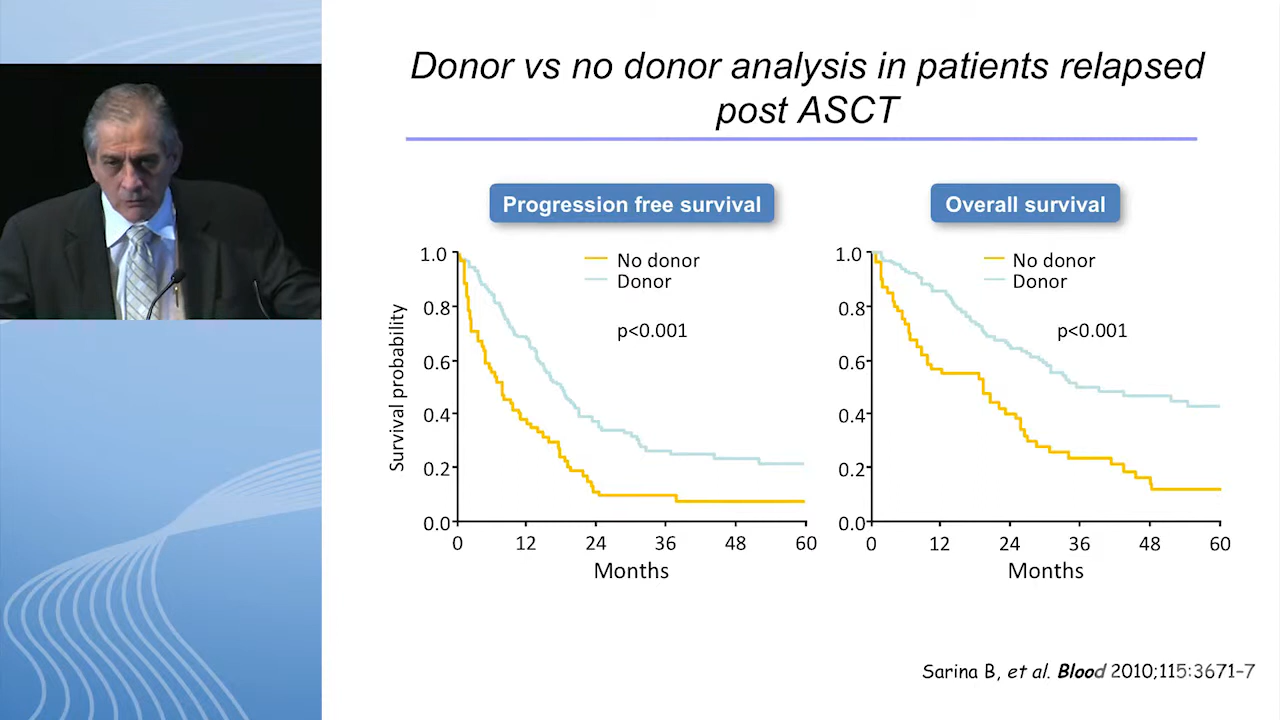 Donor vs no donor analysis in patients relapsed
post ASCT
Progression free survival
Overall survival
Survival probability
1.0
0.8
0.6
0.4
0.2
0.0
0 12 24 36 48 60
Months
No donor
Donor
p<0.001
1.0
0.8
0.6
0.4
0.2
0.0
0 12 24 36 48 60
Months
No donor
Donor
p<0.001
Sarina B, et al. Blood 2010;115:3671-7